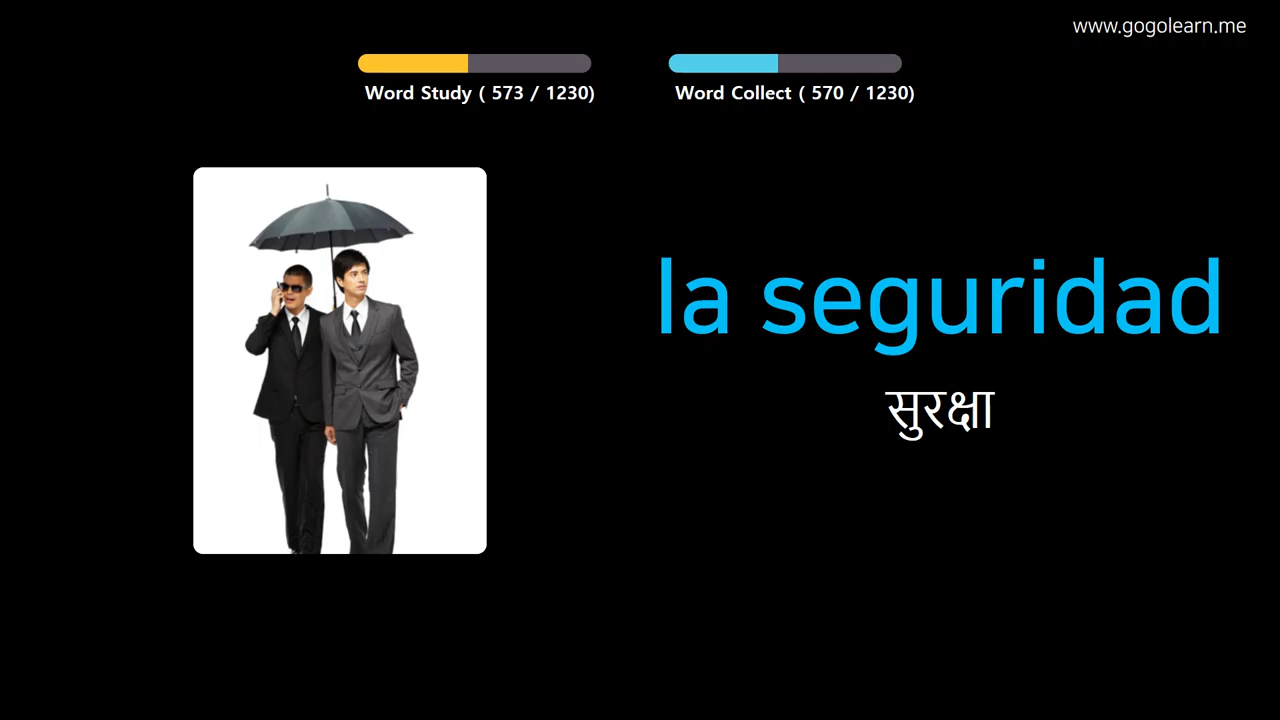 www.gogolearn.me
Word Study ( 573 / 1230)
Word Collect ( 570 / 1230)
la seguridad
सुरक्षा